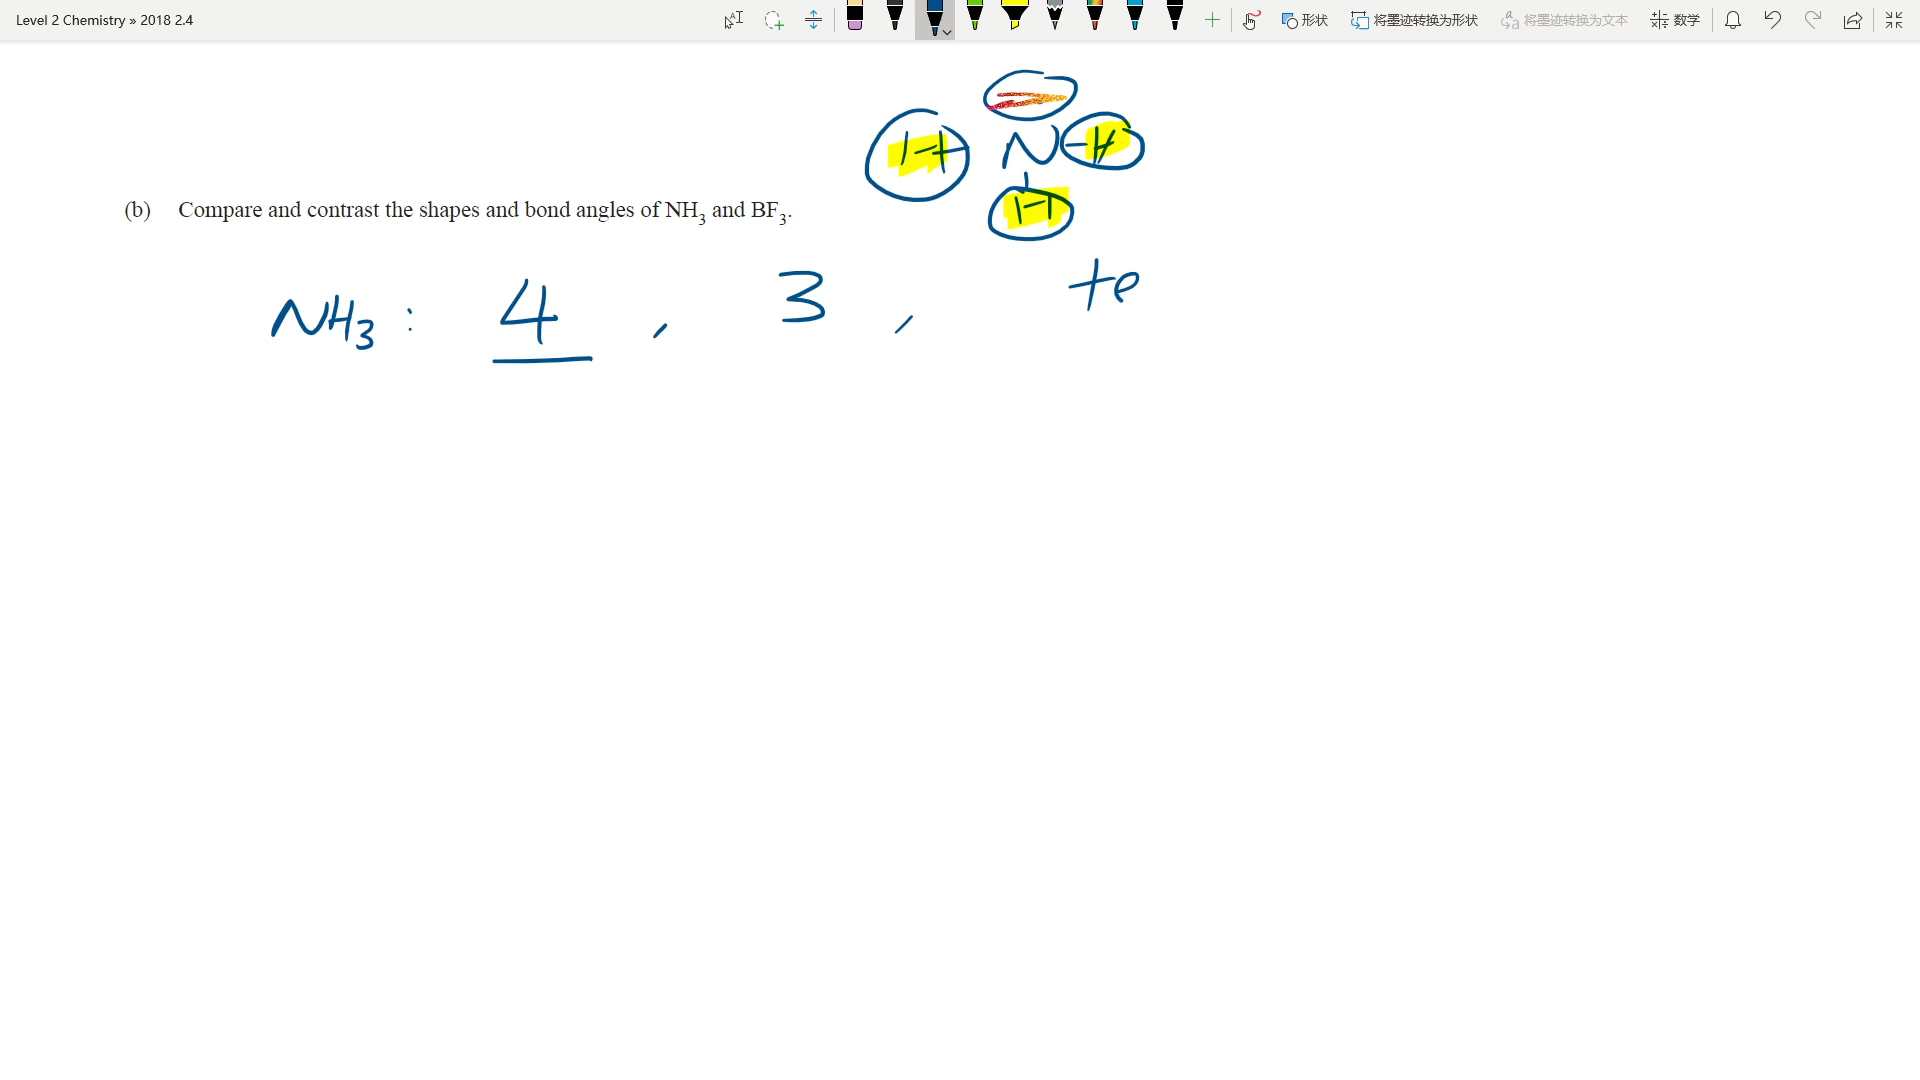 Level 2 Chemistry » 2018 2.4
形状 将墨迹转换为形状 将墨迹转换为文本 数学
H N - H
H
(b) Compare and contrast the shapes and bond angles of NH3 and BF3.
NH3 : 4 , 3 , te